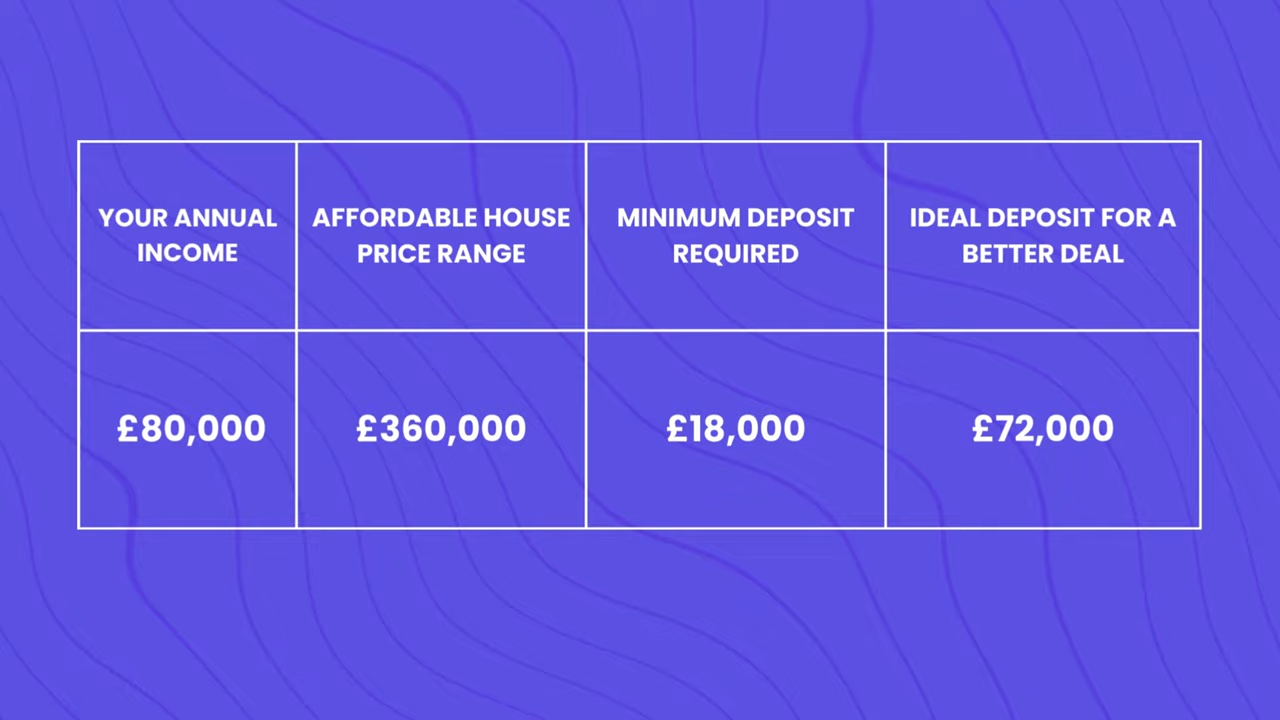 YOUR ANNUAL
INCOME
AFFORDABLE HOUSE
PRICE RANGE
MINIMUM DEPOSIT
REQUIRED
IDEAL DEPOSIT FOR A
BETTER DEAL
£80,000
£360,000
£18,000
£72,000